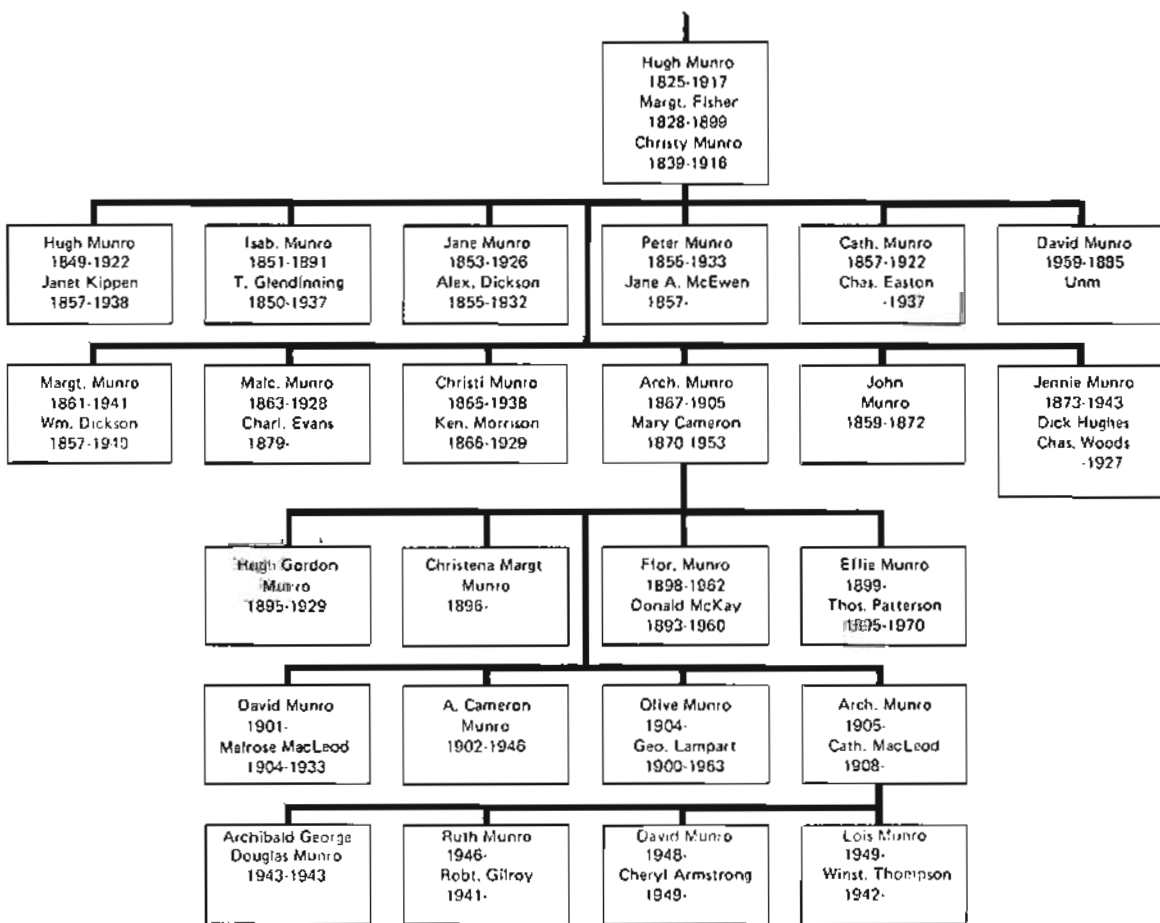 Hugh Munro
1825-1917
Margt. Fisher
1828-1899
Christy Munro
1839-1916
Hugh Munro
1849-1922
Janet Kippen
1857-1938
Isab. Munro
1851-1891
T. Glendinning
1850-1937
Jane Munro
1853-1926
Alex. Dickson
1855-1932
Peter Munro
1856-1933
Jane A. McEwen
1857-
Cath. Munro
1857-1922
Chas. Easton
-1937
David Munro
1959-1885
Unm
Margt. Munro
1861-1941
Wm. Dickson
1857-1940
Malc. Munro
1863-1928
Charl. Evans
1879-
Christi Munro
1865-1938
Ken. Morrison
1866-1929
Arch. Munro
1867-1905
Mary Cameron
1870-1953
John
Munro
1859-1872
Jennie Munro
1873-1943
Dick Hughes
Chas. Woods
-1927
Hugh Gordon
Munro
1895-1929
Christena Margt
Munro
1896-
Flor. Munro
1898-1962
Donald McKay
1893-1960
Effie Munro
1899-
Thos. Patterson
1895-1970
David Munro
1901-
Melrose MacLeod
1904-1933
A. Cameron
Munro
1902-1946
Olive Munro
1904-
Geo. Lampart
1900-1963
Arch. Munro
1905-
Cath. MacLeod
1908-
Archibald George
Douglas Munro
1943-1943
Ruth Munro
1946-
Robt. Gilroy
1941-
David Munro
1948-
Cheryl Armstrong
1949-
Lois Munro
1949-
Winst. Thompson
1942-